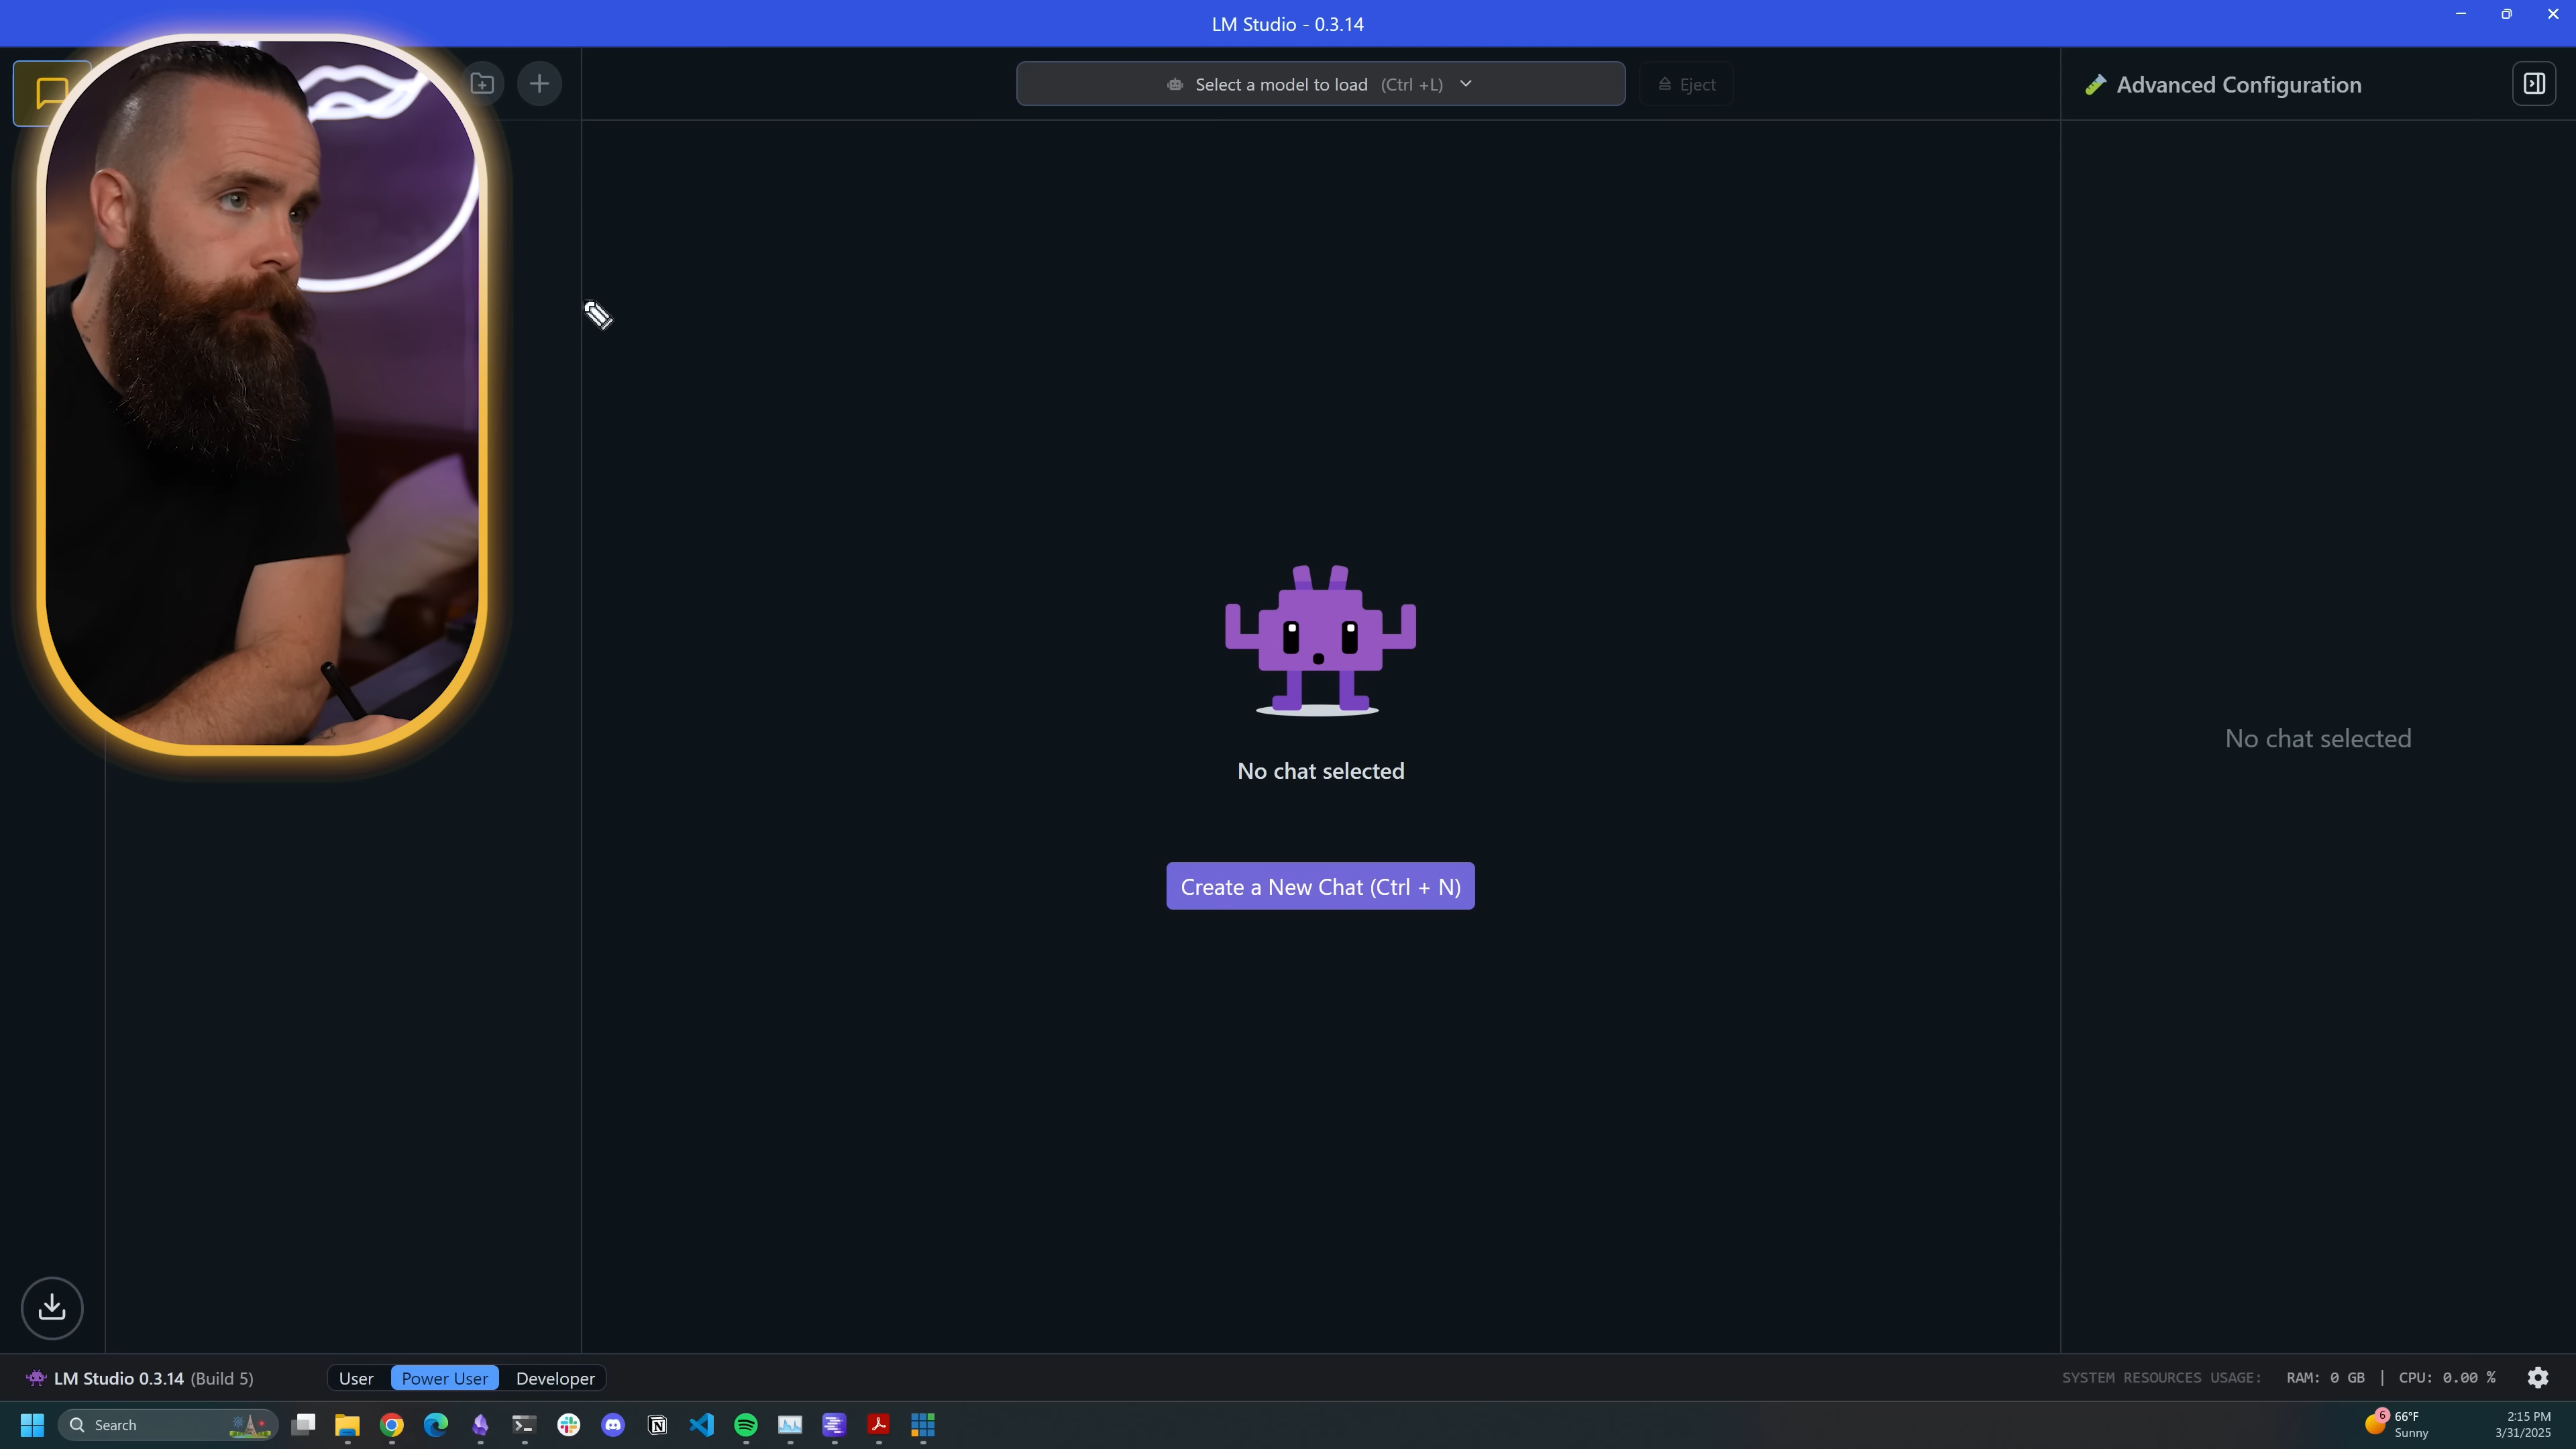 LM Studio - 0.3.14
Select a model to load (Ctrl +L)
Eject
Advanced Configuration
No chat selected
No chat selected
Create a New Chat (Ctrl + N)
LM Studio 0.3.14 (Build 5)
User
Power User
Developer
SYSTEM RESOURCES USAGE: RAM: 0 GB | CPU: 0.00 %
Search
6
66°F
Sunny
2:15 PM
3/31/2025